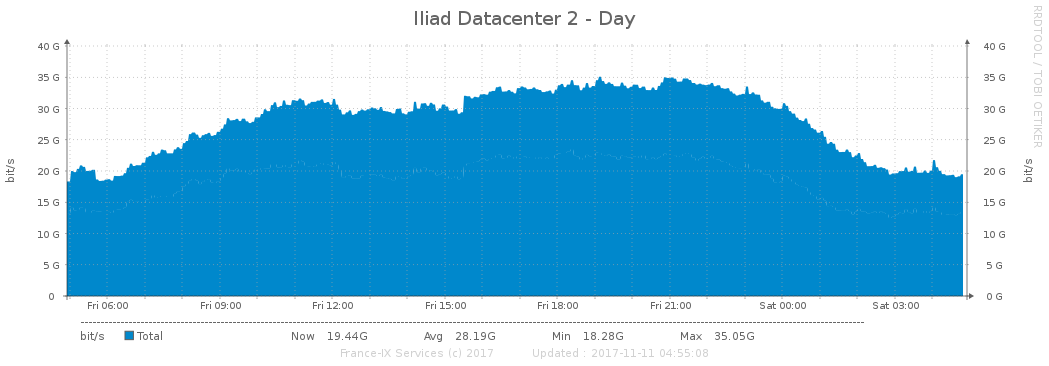 Iliad Datacenter 2 - Day
RRDTOOL / TOBI OETIKER
40 G 40 G
35 G 35 G
30 G 30 G
25 G 25 G
20 G 20 G
15 G 15 G
10 G 10 G
5 G 5 G
0 0 G
bit/s bit/s
Fri 06:00 Fri 09:00 Fri 12:00 Fri 15:00 Fri 18:00 Fri 21:00 Sat 00:00 Sat 03:00
bit/s Total Now 19.44G Avg 28.19G Min 18.28G Max 35.05G
France-IX Services (c) 2017 Updated : 2017-11-11 04:55:08